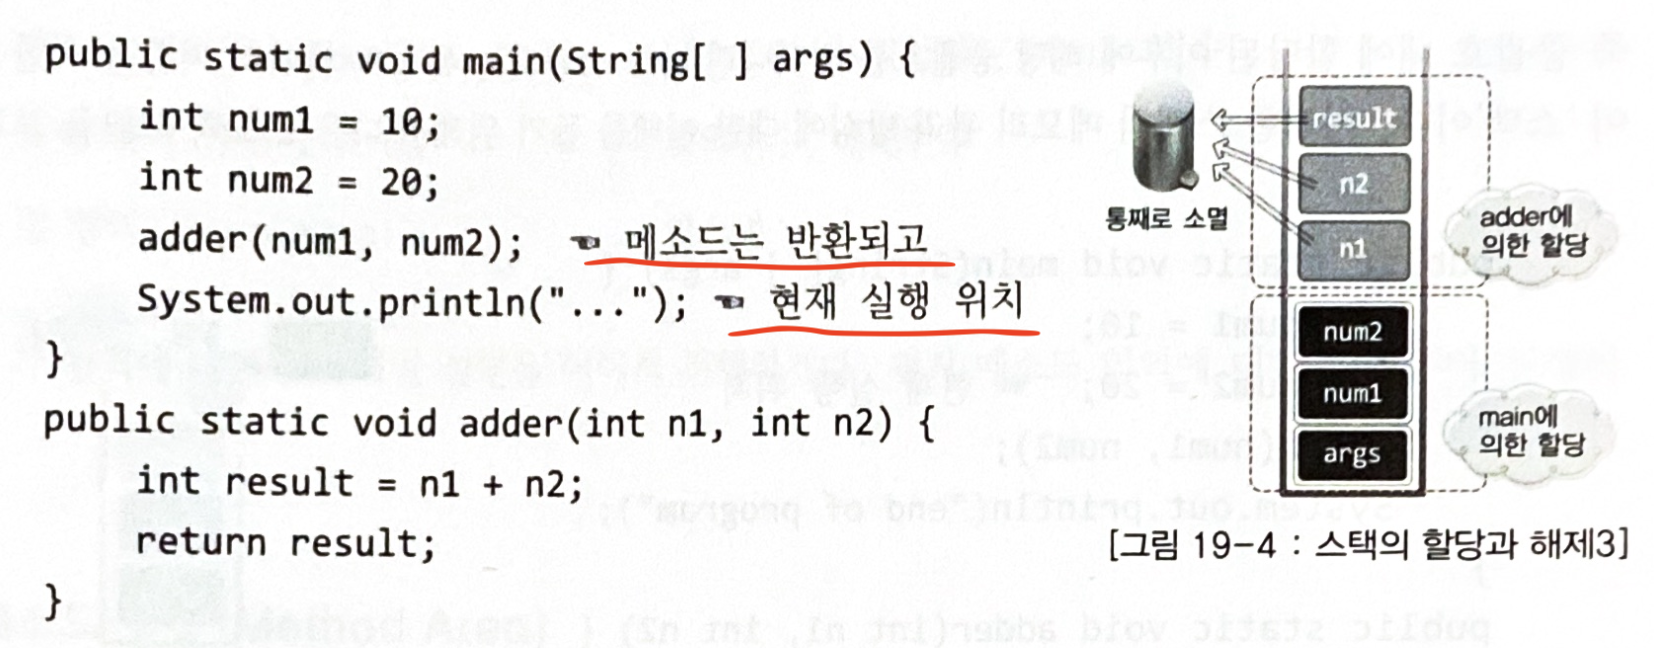 public static void main(String[ ] args) {
int num1 = 10;
int num2 = 20;
adder(num1, num2); ☜ 메소드는 반환되고
System.out.println("..."); ☜ 현재 실행 위치
}
public static void adder(int n1, int n2) {
int result = n1 + n2;
return result;
}
result
n2
n1
통째로 소멸
adder에
의한 할당
num2
num1
args
main에
의한 할당
[그림 19-4 : 스택의 할당과 해제3]